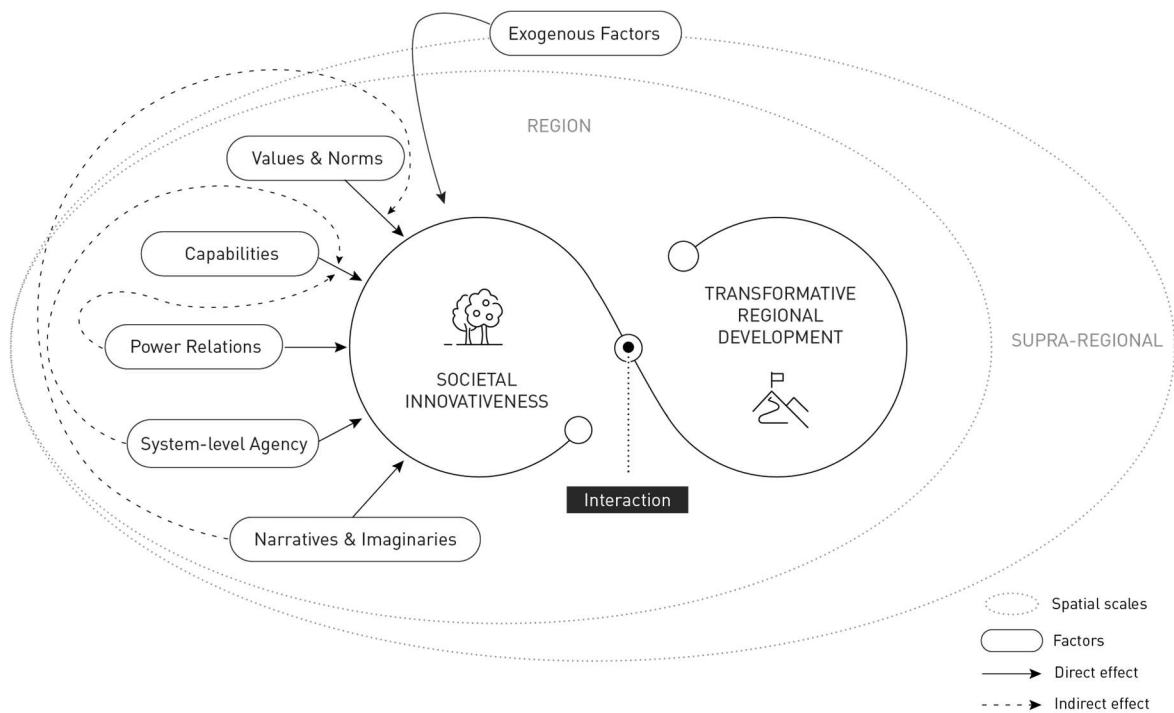 Exogenous Factors
REGION
Values & Norms
Capabilities
TRANSFORMATIVE
REGIONAL
DEVELOPMENT
SUPRA-REGIONAL
Power Relations
SOCIETAL
INNOVATIVENESS
System-level Agency
Interaction
Narratives & Imaginaries
Spatial scales
Factors
Direct effect
Indirect effect